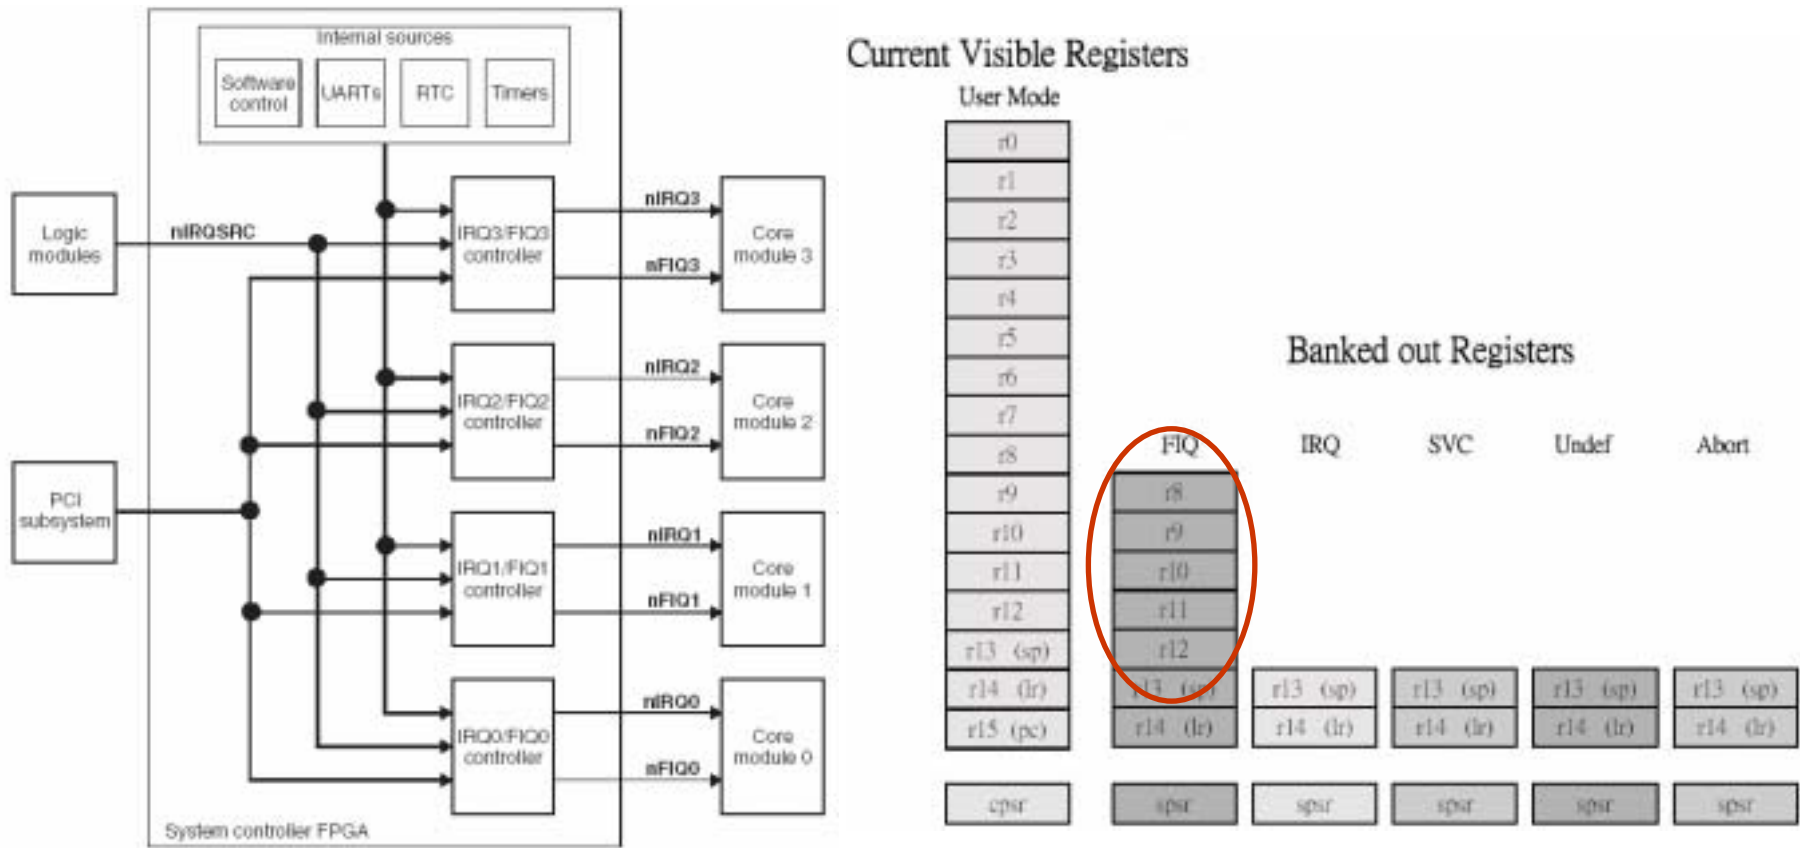 Internal sources
Software
control
UARTs
RTC
Timers
Logic
modules
nIRQSRC
PCI
subsystem
IRQ3/FIQ3
controller
nIRQ3
nFIQ3
Core
module 3
IRQ2/FIQ2
controller
nIRQ2
nFIQ2
Core
module 2
IRQ1/FIQ1
controller
nIRQ1
nFIQ1
Core
module 1
IRQ0/FIQ0
controller
nIRQ0
nFIQ0
Core
module 0
System controller FPGA
Current Visible Registers
User Mode
r0
r1
r2
r3
r4
r5
r6
r7
r8
r9
r10
r11
r12
r13 (sp)
r14 (lr)
r15 (pc)
cpsr
Banked out Registers
FIQ
r8
r9
r10
r11
r12
r13 (sp)
r14 (lr)
spsr
IRQ
r13 (sp)
r14 (lr)
spsr
SVC
r13 (sp)
r14 (lr)
spsr
Undef
r13 (sp)
r14 (lr)
spsr
Abort
r13 (sp)
r14 (lr)
spsr